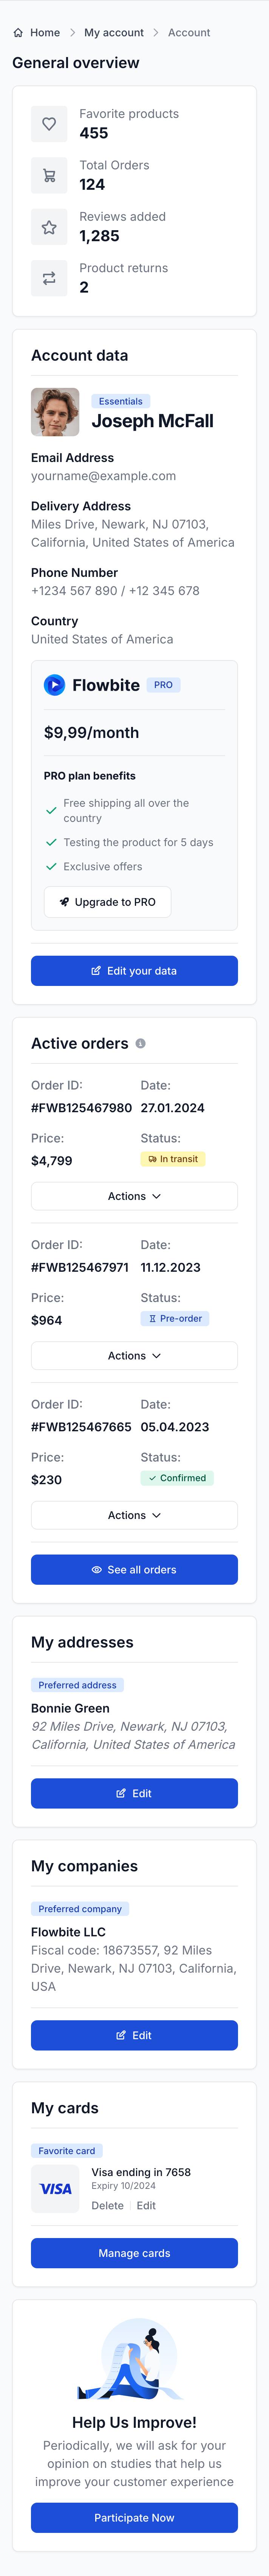 Home > My account > Account
General overview
Favorite products
455
Total Orders
124
Reviews added
1,285
Product returns
2
Account data
Essentials
Joseph McFall
Email Address
yourname@example.com
Delivery Address
Miles Drive, Newark, NJ 07103,
California, United States of America
Phone Number
+1234 567 890 / +12 345 678
Country
United States of America
Flowbite PRO
$9,99/month
PRO plan benefits
Free shipping all over the
country
Testing the product for 5 days
Exclusive offers
Upgrade to PRO
Edit your data
Active orders
Order ID: Date:
#FWB125467980 27.01.2024
Price: Status:
$4,799 In transit
Actions
Order ID: Date:
#FWB125467971 11.12.2023
Price: Status:
$964 Pre-order
Actions
Order ID: Date:
#FWB125467665 05.04.2023
Price: Status:
$230 Confirmed
Actions
See all orders
My addresses
Preferred address
Bonnie Green
92 Miles Drive, Newark, NJ 07103,
California, United States of America
Edit
My companies
Preferred company
Flowbite LLC
Fiscal code: 18673557, 92 Miles
Drive, Newark, NJ 07103, California,
USA
Edit
My cards
Favorite card
VISA
Visa ending in 7658
Expiry 10/2024
Delete Edit
Manage cards
Help Us Improve!
Periodically, we will ask for your
opinion on studies that help us
improve your customer experience
Participate Now